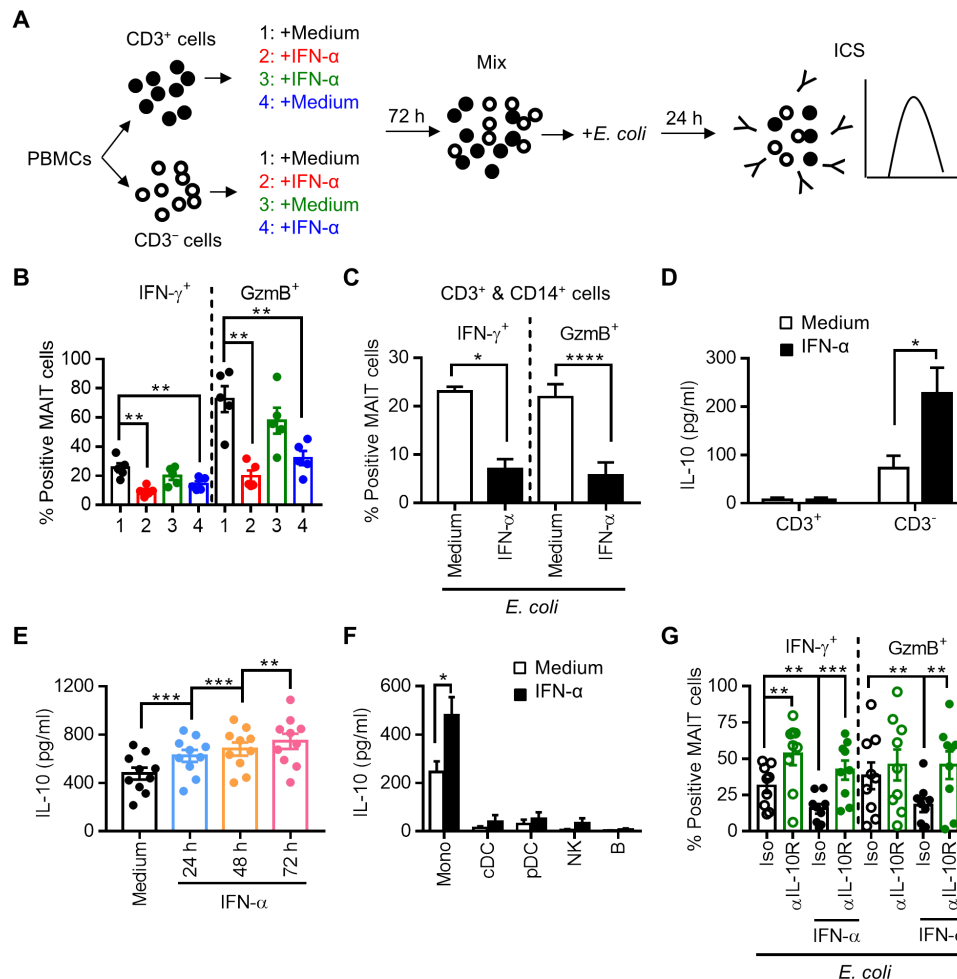 A
CD3⁺ cells
1: +Medium
2: +IFN-α
3: +IFN-α
4: +Medium
PBMCs
1: +Medium
2: +IFN-α
3: +Medium
4: +IFN-α
CD3⁻ cells
72 h
Mix
+E. coli
24 h
ICS
B
IFN-γ⁺
GzmB⁺
**
**
**
**
% Positive MAIT cells
100
80
60
40
20
0
1 2 3 4 1 2 3 4
C
CD3⁺ & CD14⁺ cells
IFN-γ⁺
GzmB⁺
*
****
% Positive MAIT cells
30
20
10
0
Medium
IFN-α
Medium
IFN-α
E. coli
D
Medium
IFN-α
*
IL-10 (pg/ml)
300
200
100
0
CD3⁺
CD3⁻
E
***
***
**
IL-10 (pg/ml)
1200
800
400
0
Medium
24 h
48 h
72 h
IFN-α
F
Medium
IFN-α
*
IL-10 (pg/ml)
600
400
200
0
Mono
cDC
pDC
NK
B
G
IFN-γ⁺
GzmB⁺
**
***
**
**
**
% Positive MAIT cells
100
75
50
25
0
Iso
αIL-10R
Iso
αIL-10R
Iso
αIL-10R
Iso
αIL-10R
IFN-α
IFN-α
E. coli